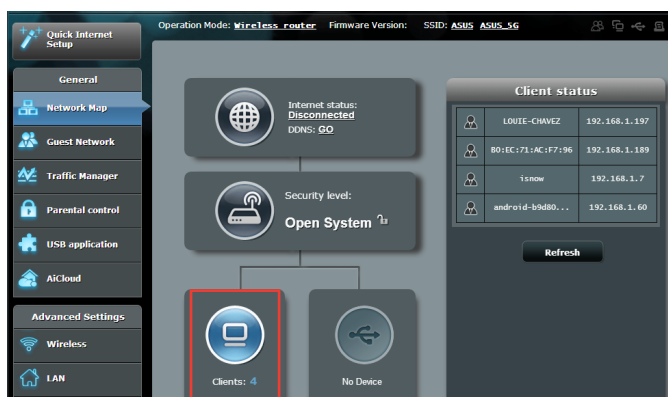 Quick Internet
Setup
Operation Mode: Wireless router Firmware Version: SSID: ASUS ASUS_5G
General
Network Map
Guest Network
Traffic Manager
Parental control
USB application
AiCloud
Advanced Settings
Wireless
LAN
Internet status:
Disconnected
DDNS: GO
Security level:
Open System
Clients: 4
No Device
Client status
LOUIE-CHAVEZ 192.168.1.197
80:EC:71:AC:F7:96 192.168.1.189
isnow 192.168.1.7
android-b9d80... 192.168.1.60
Refresh